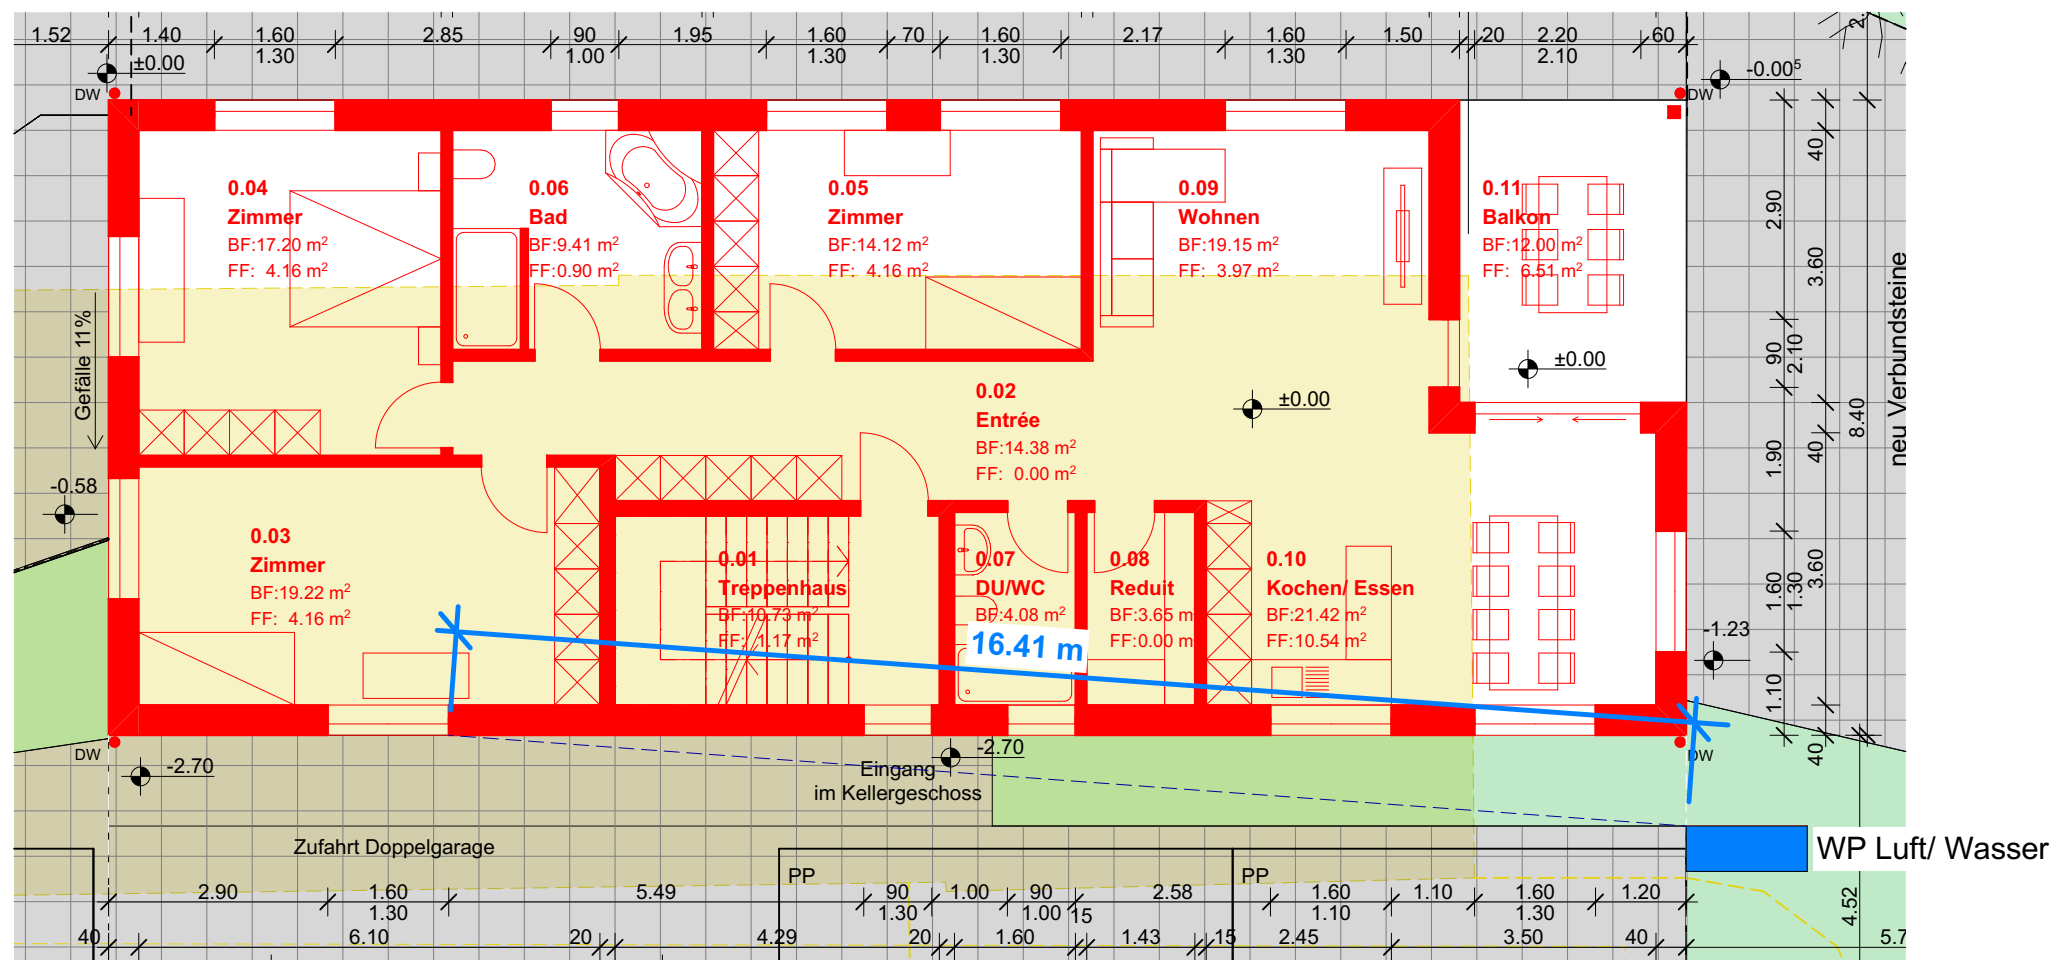 1.52 1.40 1.60 2.85 90 1.95 1.60 70 1.60 2.17 1.60 1.50 20 2.20 60
1.30 1.00 1.30 1.30 1.30 2.10
±0.00 -0.00⁵
DW DW
40
0.04 0.06 0.05 0.09 0.11
Zimmer Bad Zimmer Wohnen Balkon
BF:17.20 m² BF:9.41 m² BF:14.12 m² BF:19.15 m² BF:12.00 m²
FF: 4.16 m² FF:0.90 m² FF: 4.16 m² FF: 3.97 m² FF: 6.51 m²
2.90
3.60
neu Verbundsteine
Gefälle 11%
±0.00
90
2.10
0.02
Entrée
BF:14.38 m²
FF: 0.00 m²
±0.00
8.40
40
1.90
-0.58
0.03
Zimmer
BF:19.22 m²
FF: 4.16 m²
0.01 0.07 0.08 0.10
Treppenhaus DU/WC Reduit Kochen/ Essen
BF:10.73 m² BF:4.08 m² BF:3.65 m BF:21.42 m²
FF: 1.17 m² FF:0.00 m FF:10.54 m²
16.41 m
1.60
1.30
3.60
-1.23
1.10
40
DW DW
-2.70 -2.70
Eingang
im Kellergeschoss
Zufahrt Doppelgarage
WP Luft/ Wasser
PP PP
2.90 1.60 5.49 90 1.00 90 2.58 1.60 1.10 1.60 1.20
1.30 1.30 1.00 15 1.10 1.30
4.52
40 6.10 20 4.29 20 1.60 1.43 15 2.45 3.50 40 5.7